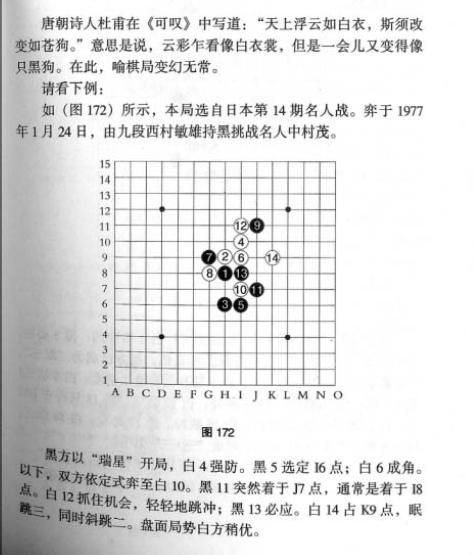 唐朝诗人杜甫在《可叹》中写道：“天上浮云如白衣，斯须改
变如苍狗。”意思是说，云彩乍看像白衣裳，但是一会儿又变得像
只黑狗。在此，喻棋局变幻无常。
请看下例：
如（图 172）所示，本局选自日本第 14 期名人战。弈于 1977
年 1 月 24 日，由九段西村敏雄持黑挑战名人中村茂。
15
14
13
12
11 12 9
10 4
9 7 2 6 14
8 8 1 13
7 10 11
6 3 5
5
4
3
2
1
A B C D E F G H I J K L M N O
图 172
黑方以“瑞星”开局，白 4 强防。黑 5 选定 I6 点；白 6 成角。
以下，双方依定式弈至白 10。黑 11 突然着于 J7 点，通常是着于 I8
点。白 12 抓住机会，轻轻地跳冲；黑 13 必应。白 14 占 K9 点，眠
跳三，同时斜跳二。盘面局势白方稍优。